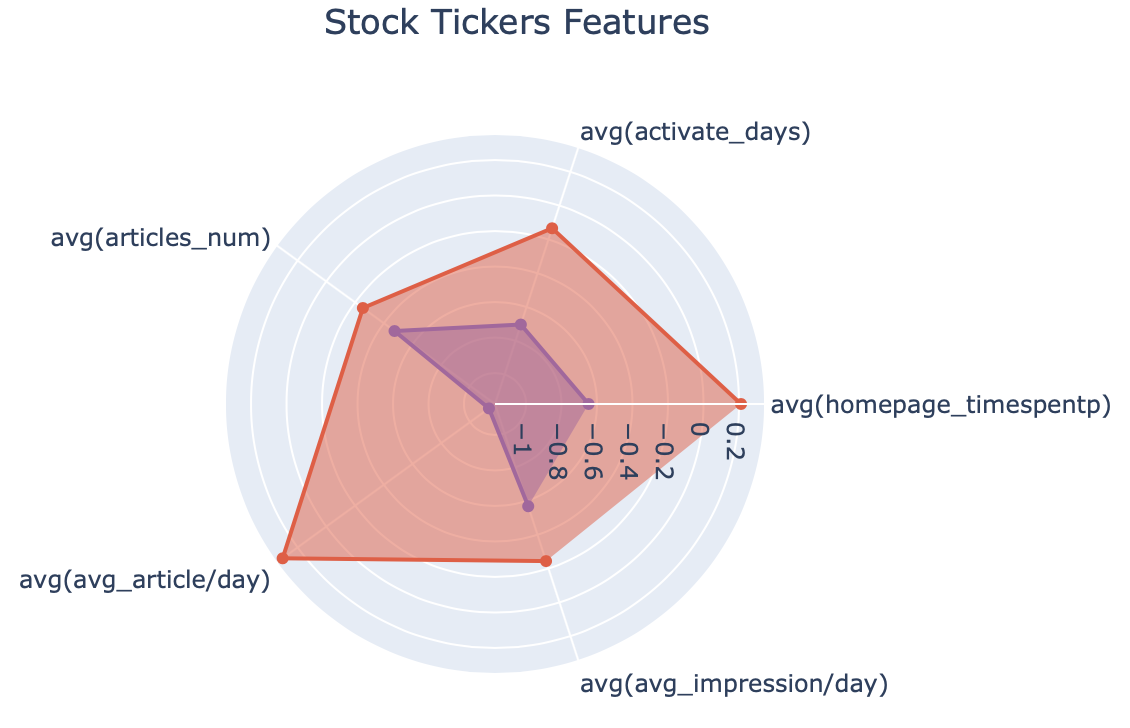 Stock Tickers Features
avg(activate_days)
avg(articles_num)
avg(homepage_timespentp)
−1
−0.8
−0.6
−0.4
−0.2
0
0.2
avg(avg_article/day)
avg(avg_impression/day)